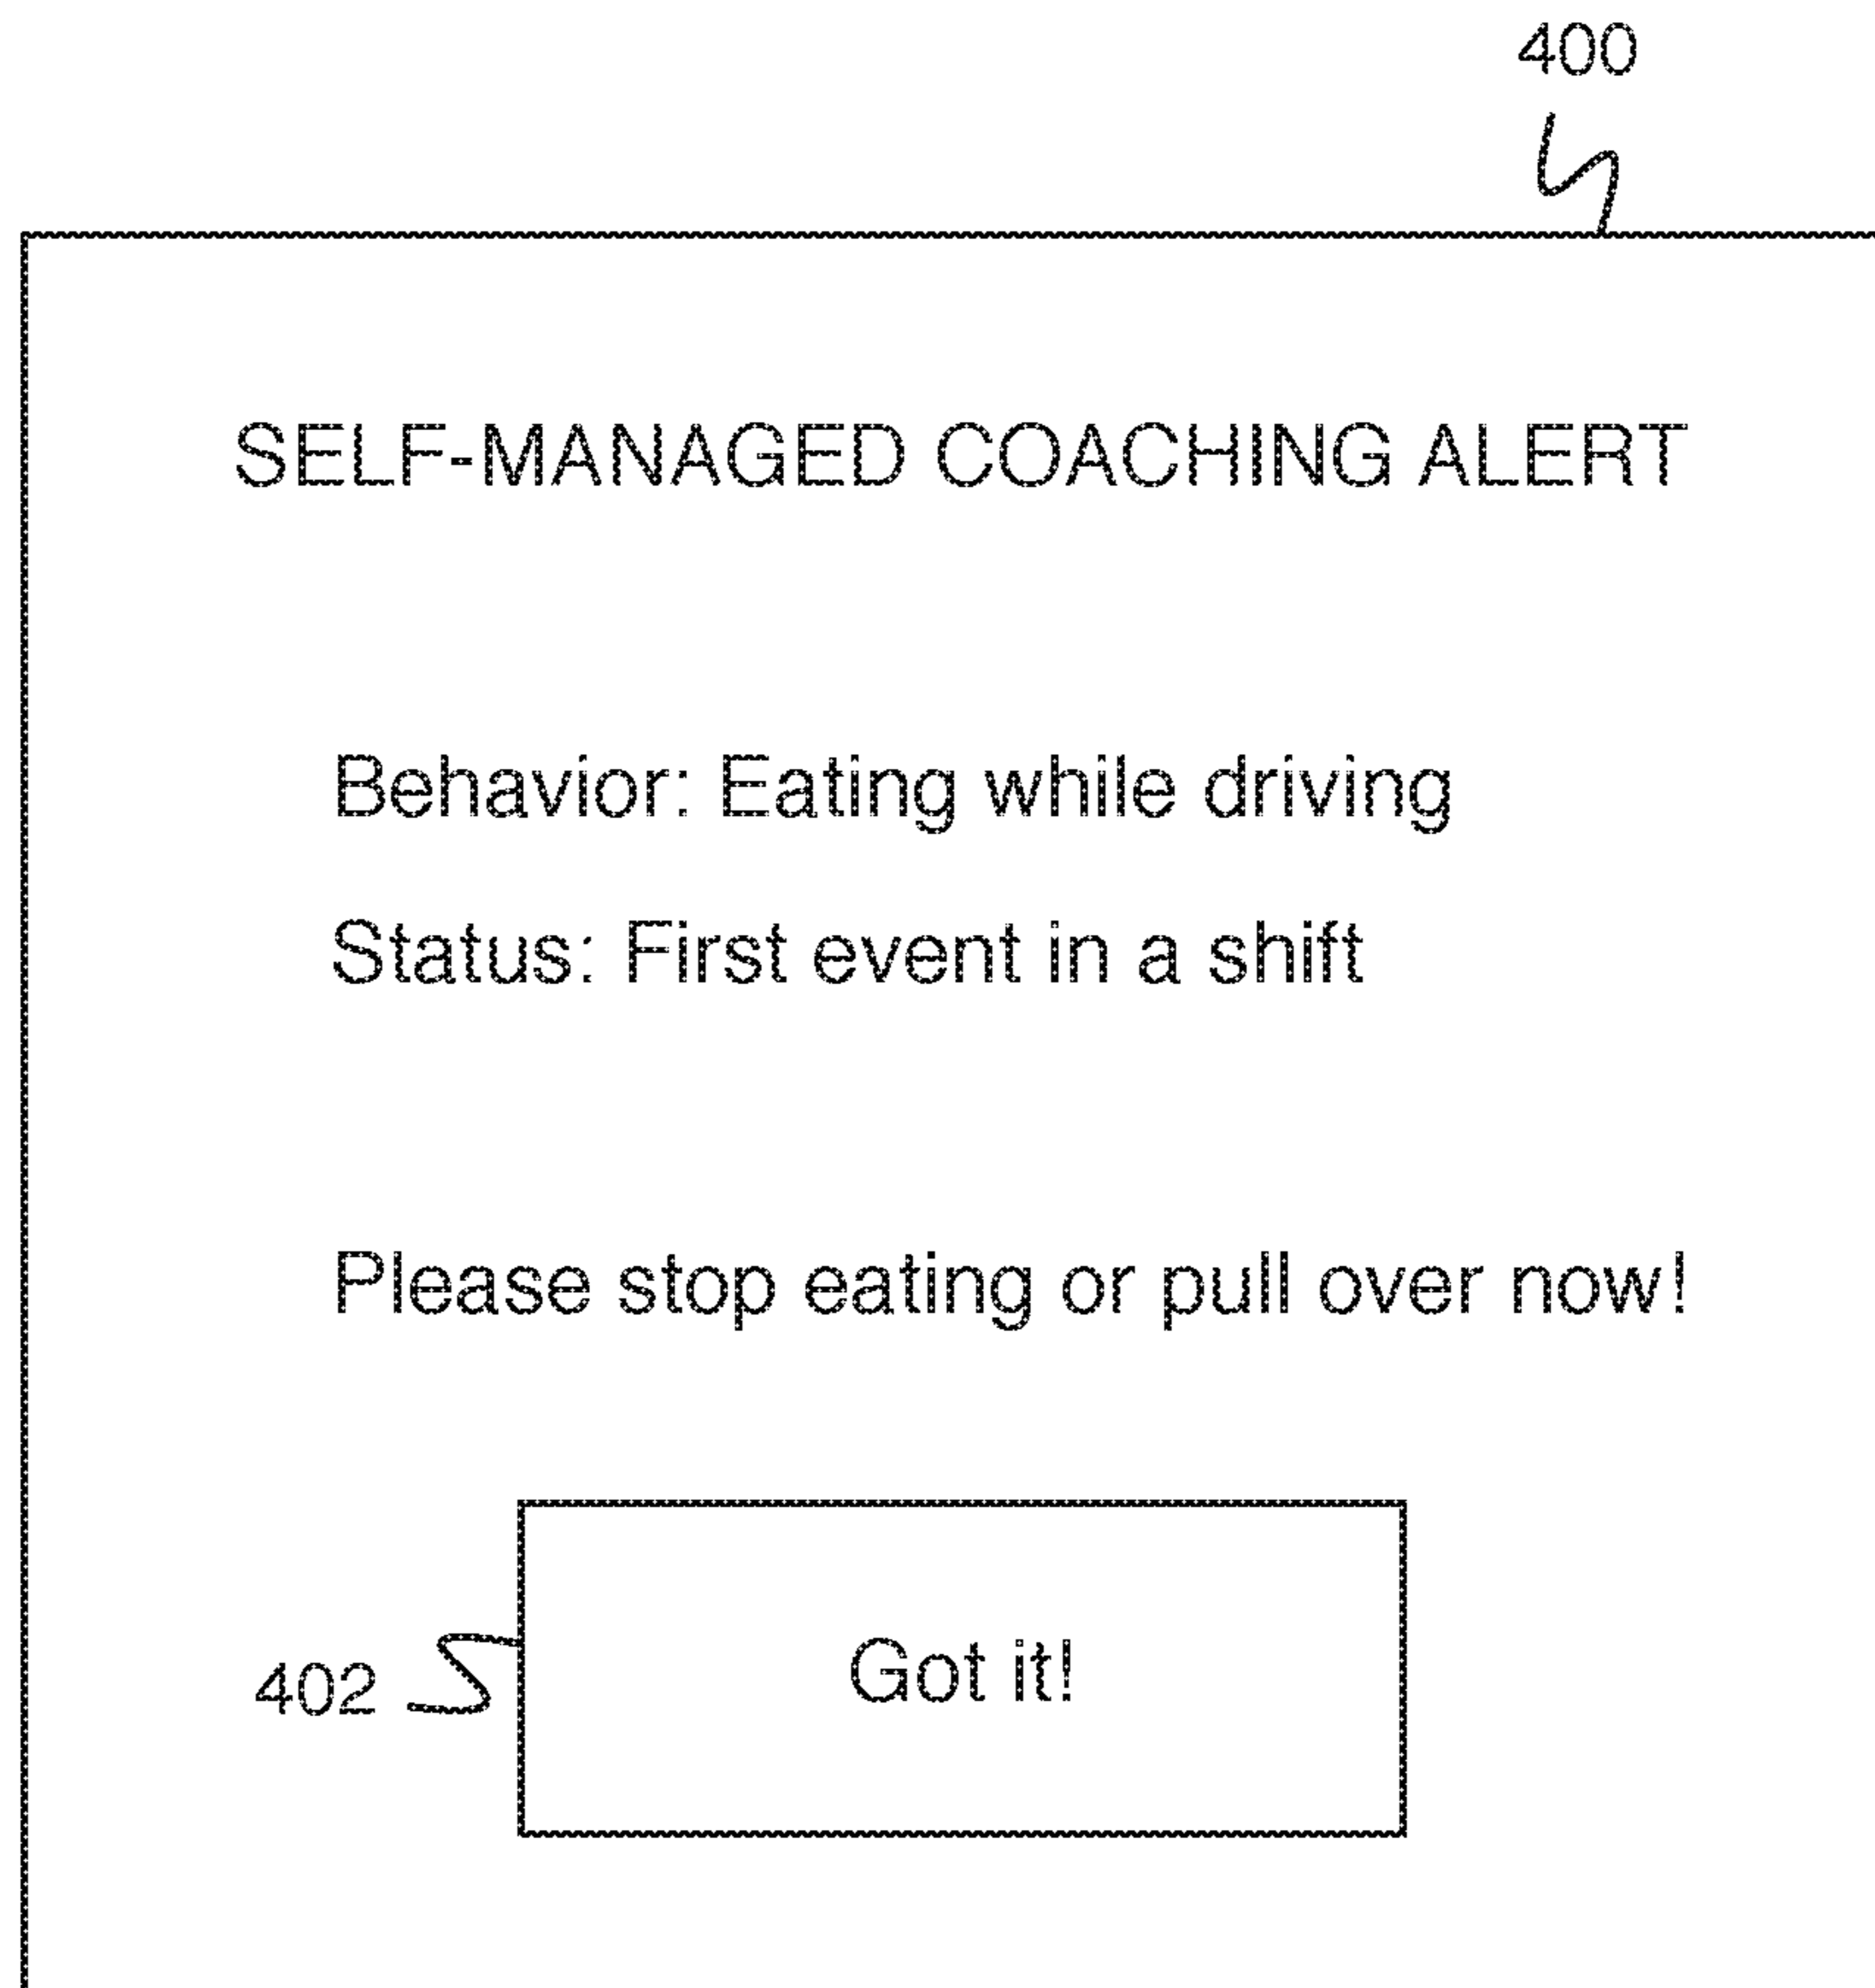 400
SELF-MANAGED COACHING ALERT
Behavior: Eating while driving
Status: First event in a shift
Please stop eating or pull over now!
Got it!
402